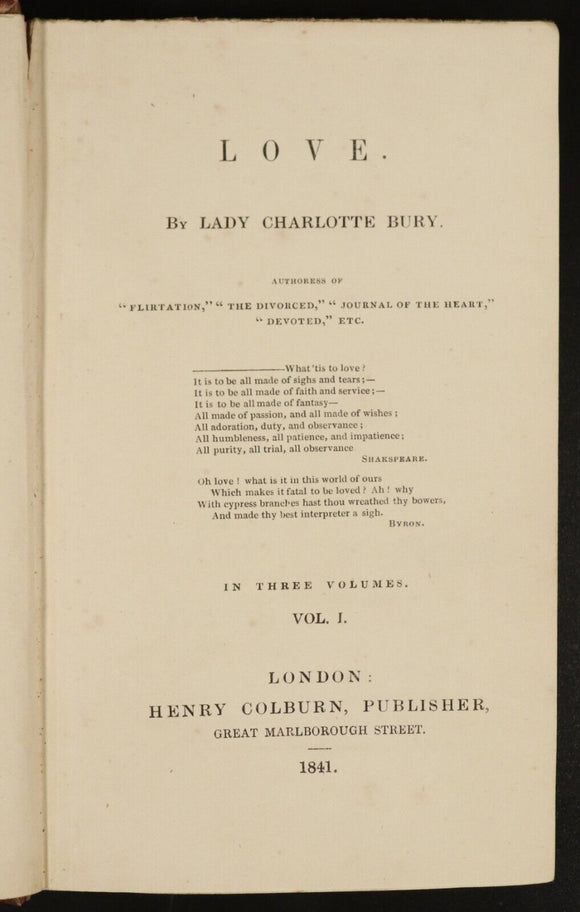 LOVE.
By LADY CHARLOTTE BURY.
AUTHORESS OF
"FLIRTATION," "THE DIVORCED," "JOURNAL OF THE HEART,"
"DEVOTED," ETC.
————————What 'tis to love?
It is to be all made of sighs and tears;—
It is to be all made of faith and service;—
It is to be all made of fantasy—
All made of passion, and all made of wishes;
All adoration, duty, and observance;
All humbleness, all patience, and impatience;
All purity, all trial, all observance
SHAKSPEARE.
Oh love! what is it in this world of ours
Which makes it fatal to be loved? Ah! why
With cypress branches hast thou wreathed thy bowers,
And made thy best interpreter a sigh.
BYRON.
IN THREE VOLUMES.
VOL. I.
LONDON:
HENRY COLBURN, PUBLISHER,
GREAT MARLBOROUGH STREET.
1841.